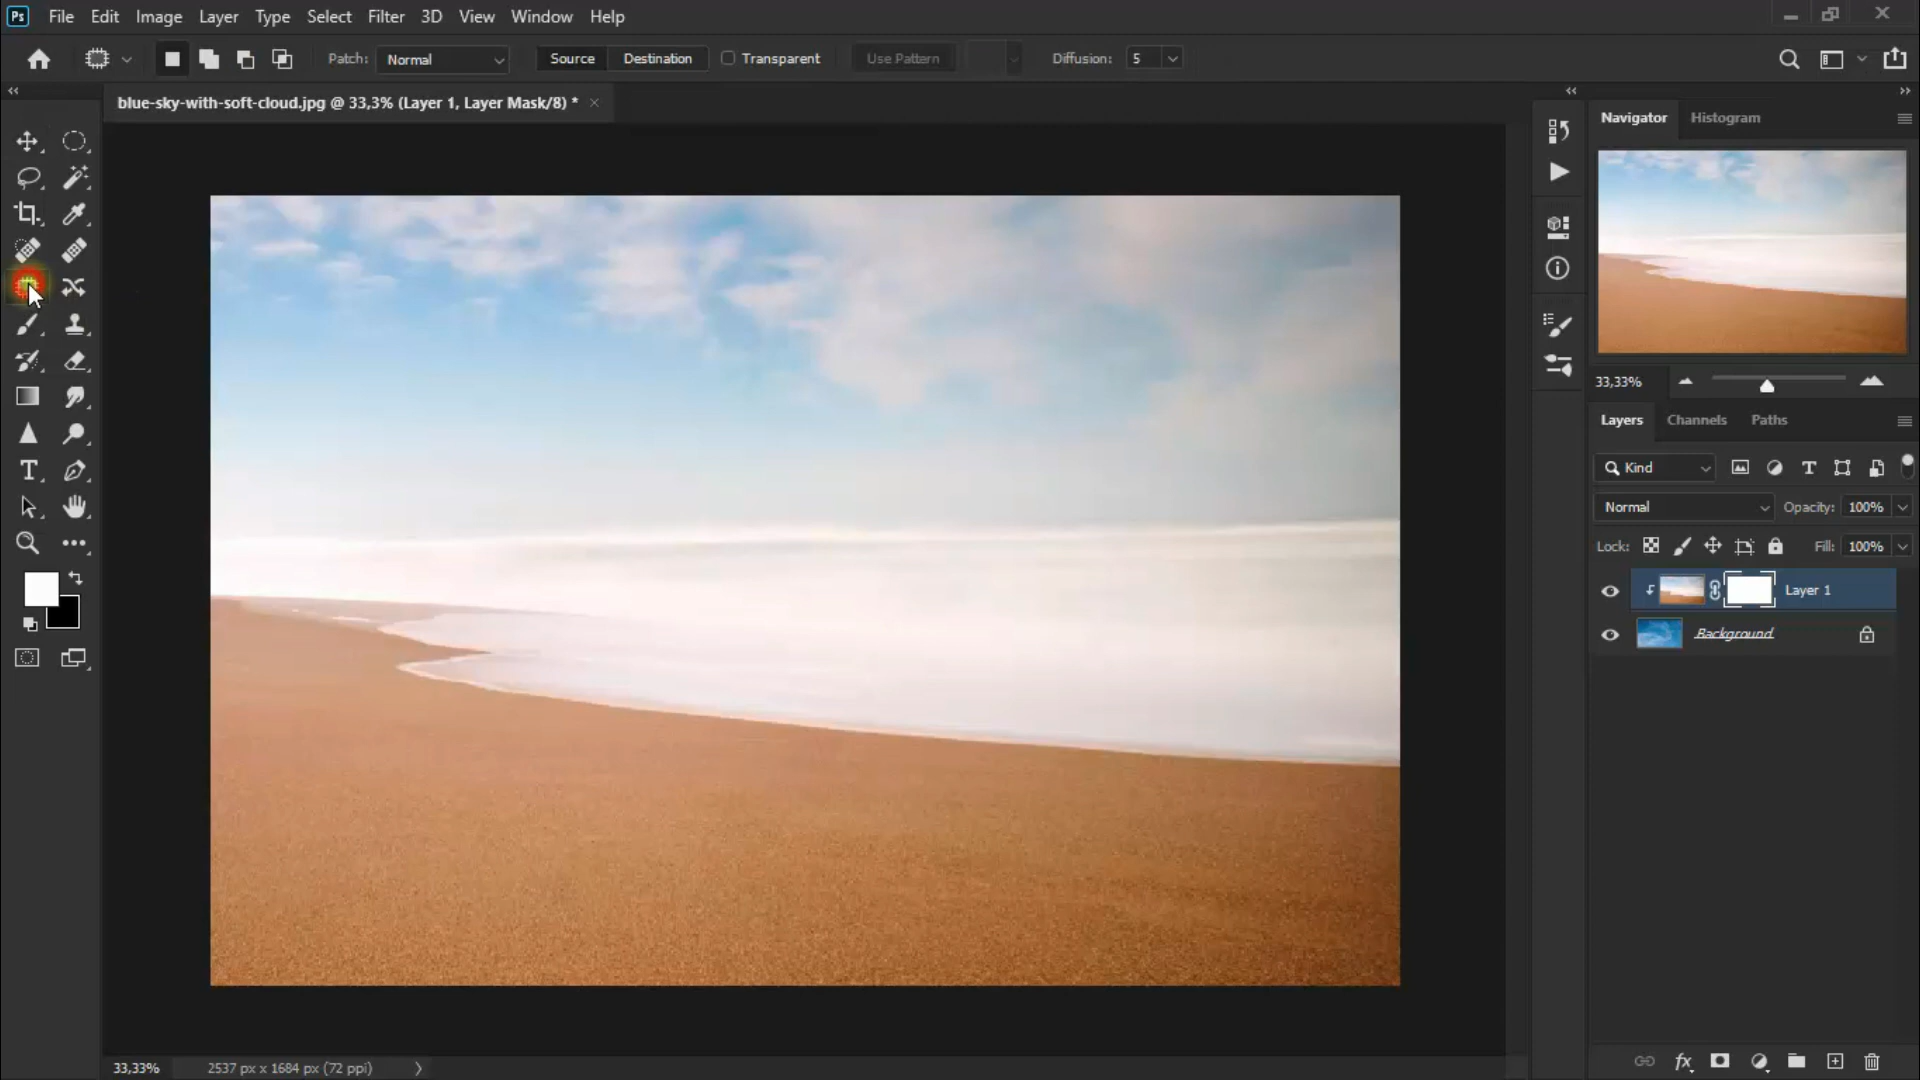 Ps File Edit Image Layer Type Select Filter 3D View Window Help
Patch: Normal Source Destination Transparent Use Pattern Diffusion: 5
blue-sky-with-soft-cloud.jpg @ 33,3% (Layer 1, Layer Mask/8) *
Navigator Histogram
33,33%
Layers Channels Paths
Kind
Normal Opacity: 100%
Lock: Fill: 100%
Layer 1
Background
33,33% 2537 px x 1684 px (72 ppi)